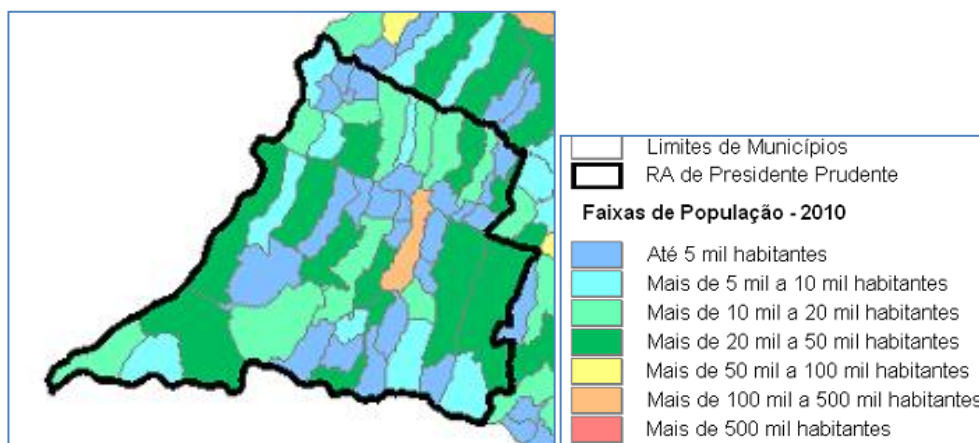 Limites de Municípios
RA de Presidente Prudente
Faixas de População - 2010
Até 5 mil habitantes
Mais de 5 mil a 10 mil habitantes
Mais de 10 mil a 20 mil habitantes
Mais de 20 mil a 50 mil habitantes
Mais de 50 mil a 100 mil habitantes
Mais de 100 mil a 500 mil habitantes
Mais de 500 mil habitantes